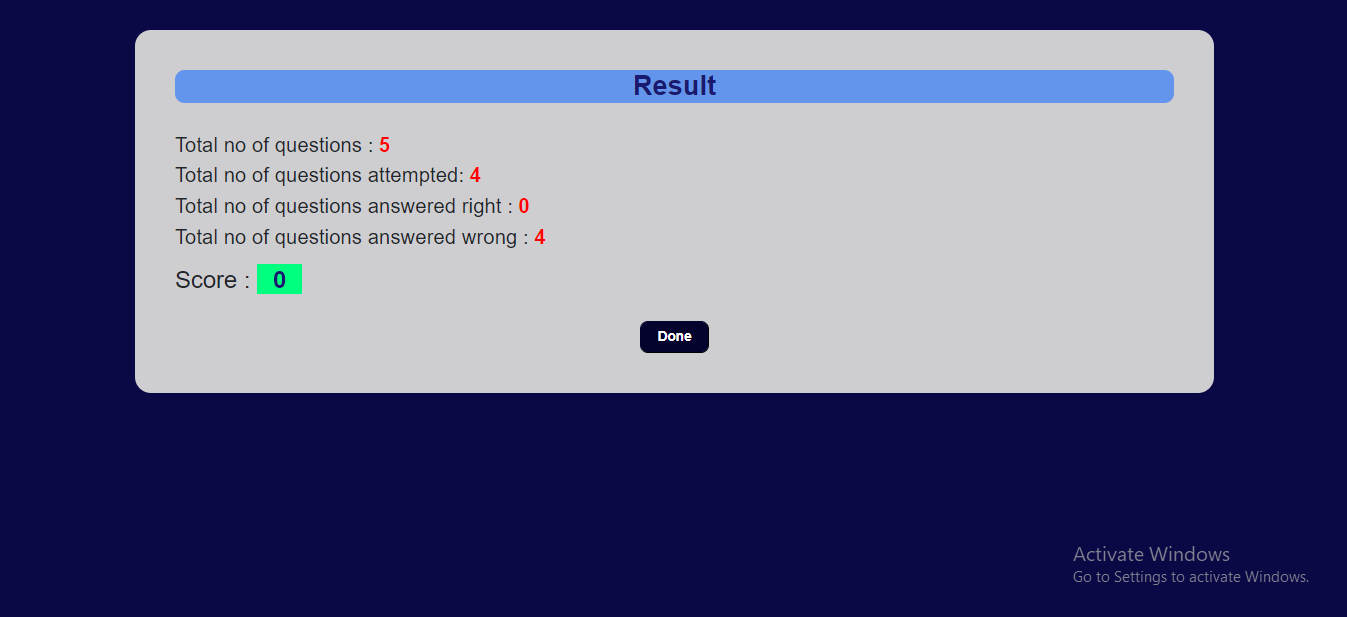 Result
Total no of questions : 5
Total no of questions attempted: 4
Total no of questions answered right : 0
Total no of questions answered wrong : 4
Score : 0
Done
Activate Windows
Go to Settings to activate Windows.